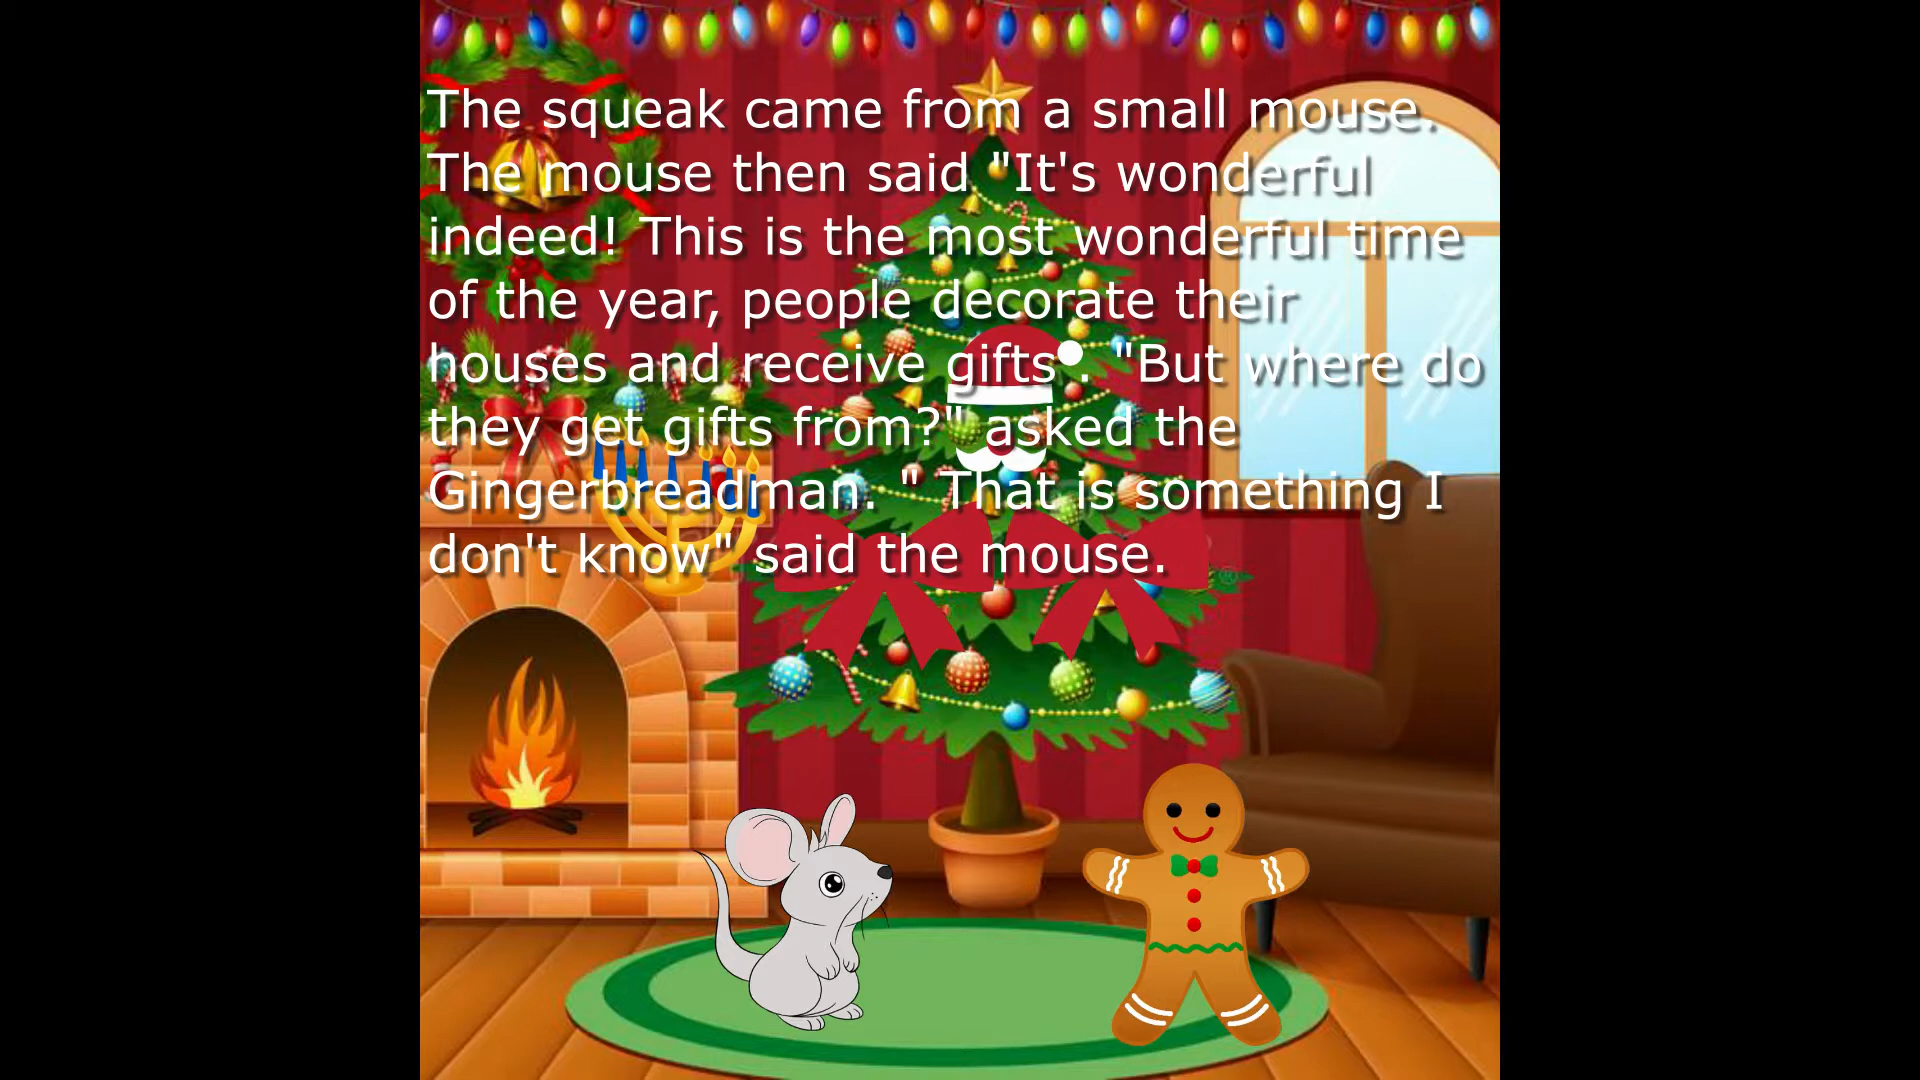 The squeak came from a small mouse.
The mouse then said "It's wonderful
indeed! This is the most wonderful time
of the year, people decorate their
houses and receive gifts". "But where do
they get gifts from?" asked the
Gingerbreadman. " That is something I
don't know" said the mouse.